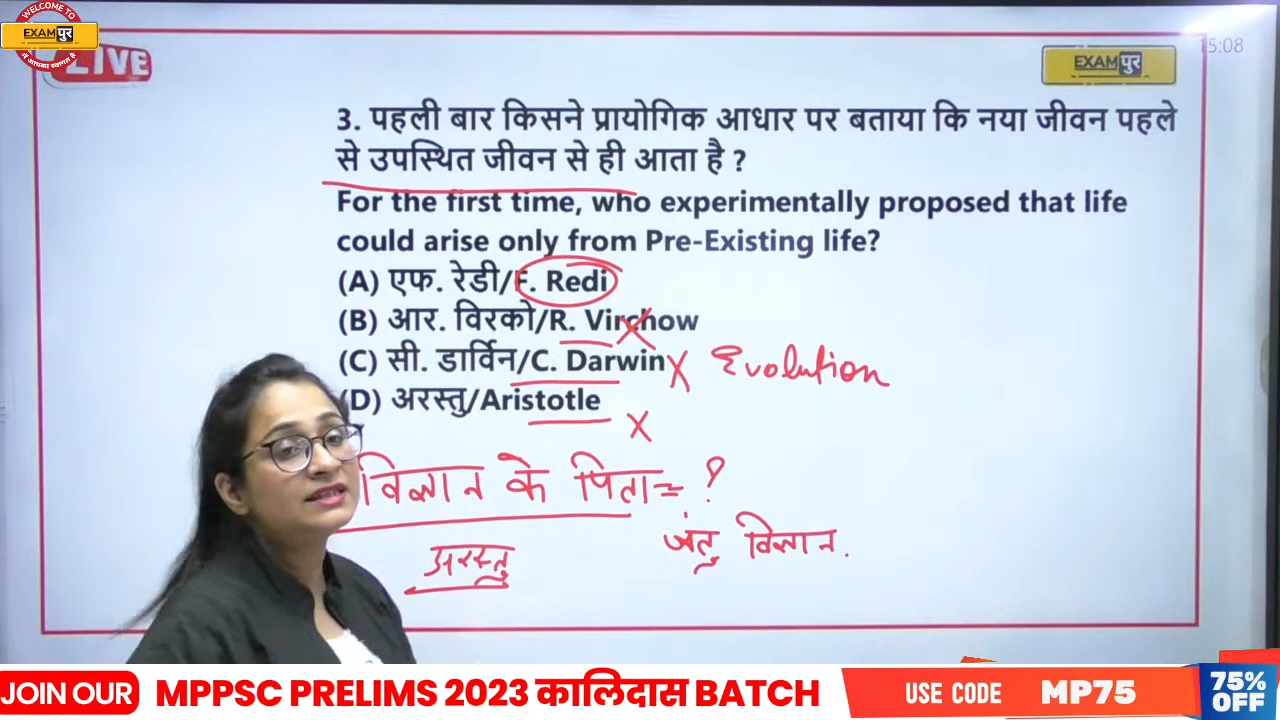 WELCOME TO
EXAMपुर
में आपका स्वागत है
LIVE
EXAMपुर
15:08
3. पहली बार किसने प्रायोगिक आधार पर बताया कि नया जीवन पहले
से उपस्थित जीवन से ही आता है ?
For the first time, who experimentally proposed that life
could arise only from Pre-Existing life?
(A) एफ. रेडी/F. Redi
(B) आर. विरको/R. Virchow
(C) सी. डार्विन/C. Darwin x Evolution
(D) अरस्तु/Aristotle
x
विज्ञान के पिता = ?
जंतु विज्ञान.
अरस्तु
JOIN OUR MPPSC PRELIMS 2023 कालिदास BATCH USE CODE MP75 75%
OFF